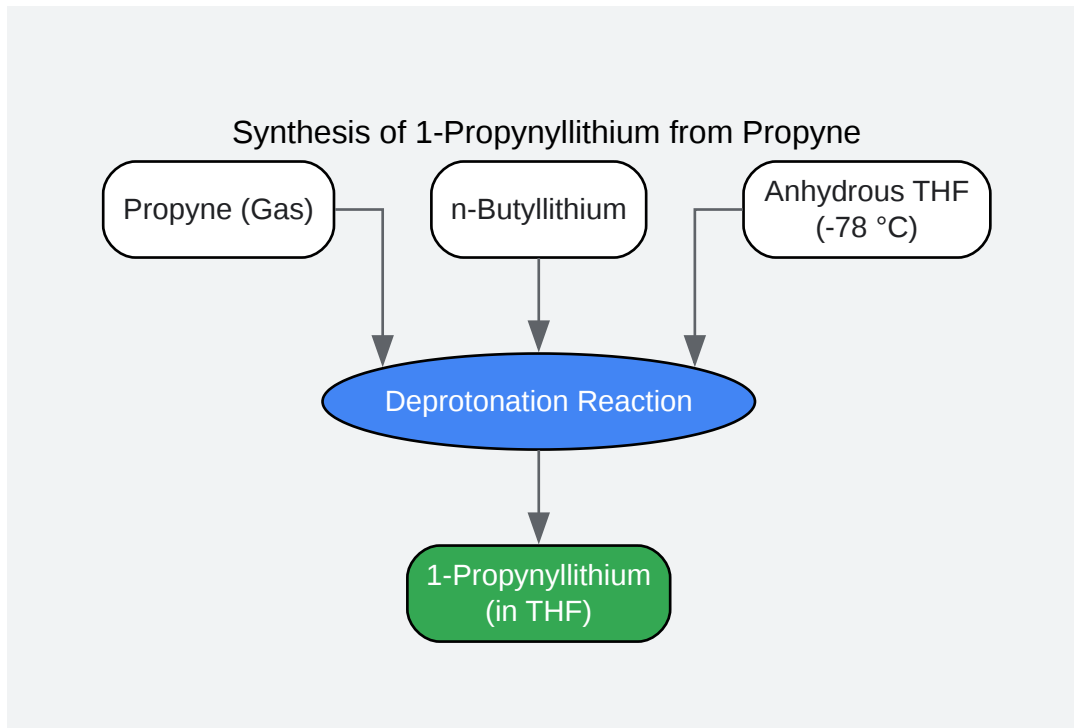 Synthesis of 1-Propynyllithium from Propyne
Propyne (Gas)
n-Butyllithium
Anhydrous THF
(-78 °C)
Deprotonation Reaction
1-Propynyllithium
(in THF)